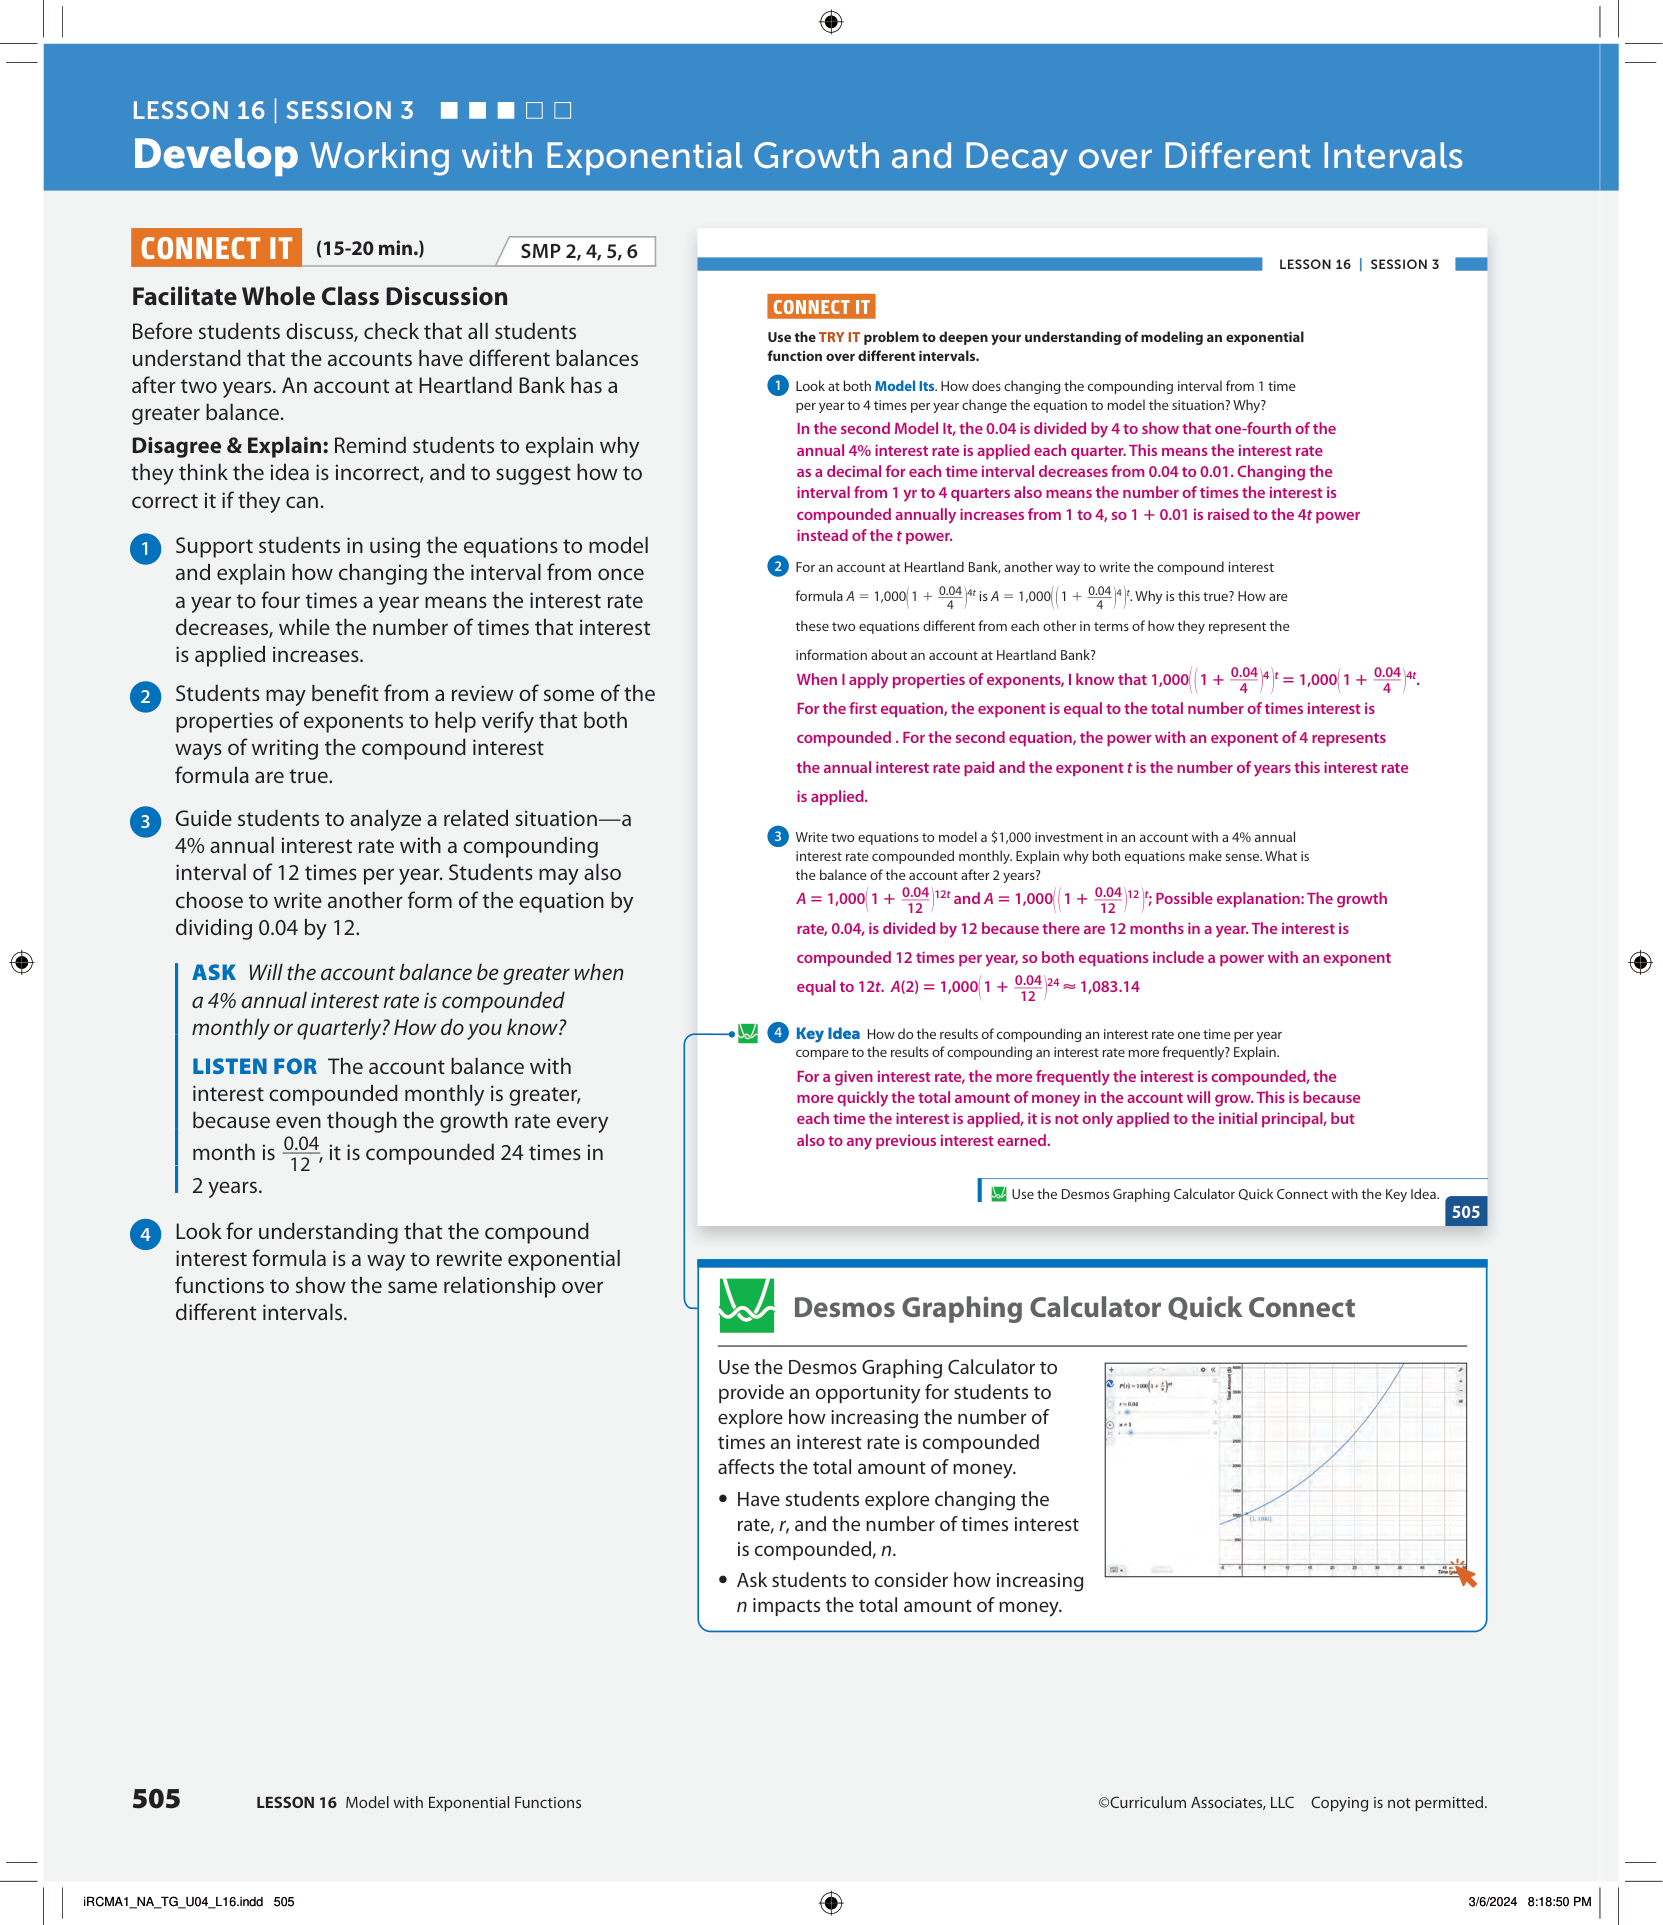 LESSON 16 | SESSION 3
Develop Working with Exponential Growth and Decay over Different Intervals
CONNECT IT (15-20 min.) SMP 2, 4, 5, 6
Facilitate Whole Class Discussion
Before students discuss, check that all students
understand that the accounts have different balances
after two years. An account at Heartland Bank has a
greater balance.
Disagree & Explain: Remind students to explain why
they think the idea is incorrect, and to suggest how to
correct it if they can.
1 Support students in using the equations to model
and explain how changing the interval from once
a year to four times a year means the interest rate
decreases, while the number of times that interest
is applied increases.
2 Students may benefit from a review of some of the
properties of exponents to help verify that both
ways of writing the compound interest
formula are true.
3 Guide students to analyze a related situation—a
4% annual interest rate with a compounding
interval of 12 times per year. Students may also
choose to write another form of the equation by
dividing 0.04 by 12.
ASK Will the account balance be greater when
a 4% annual interest rate is compounded
monthly or quarterly? How do you know?
LISTEN FOR The account balance with
interest compounded monthly is greater,
because even though the growth rate every
month is 0.04/12, it is compounded 24 times in
2 years.
4 Look for understanding that the compound
interest formula is a way to rewrite exponential
functions to show the same relationship over
different intervals.
LESSON 16 | SESSION 3
CONNECT IT
Use the TRY IT problem to deepen your understanding of modeling an exponential
function over different intervals.
1 Look at both Model Its. How does changing the compounding interval from 1 time
per year to 4 times per year change the equation to model the situation? Why?
In the second Model It, the 0.04 is divided by 4 to show that one-fourth of the
annual 4% interest rate is applied each quarter. This means the interest rate
as a decimal for each time interval decreases from 0.04 to 0.01. Changing the
interval from 1 yr to 4 quarters also means the number of times the interest is
compounded annually increases from 1 to 4, so 1 + 0.01 is raised to the 4t power
instead of the t power.
2 For an account at Heartland Bank, another way to write the compound interest
formula A = 1,000(1 + 0.04/4)^4t is A = 1,000((1 + 0.04/4)^4)^t. Why is this true? How are
these two equations different from each other in terms of how they represent the
information about an account at Heartland Bank?
When I apply properties of exponents, I know that 1,000((1 + 0.04/4)^4)^t = 1,000(1 + 0.04/4)^4t.
For the first equation, the exponent is equal to the total number of times interest is
compounded . For the second equation, the power with an exponent of 4 represents
the annual interest rate paid and the exponent t is the number of years this interest rate
is applied.
3 Write two equations to model a $1,000 investment in an account with a 4% annual
interest rate compounded monthly. Explain why both equations make sense. What is
the balance of the account after 2 years?
A = 1,000(1 + 0.04/12)^12t and A = 1,000((1 + 0.04/12)^12)^t; Possible explanation: The growth
rate, 0.04, is divided by 12 because there are 12 months in a year. The interest is
compounded 12 times per year, so both equations include a power with an exponent
equal to 12t. A(2) = 1,000(1 + 0.04/12)^24 ≈ 1,083.14
4 Key Idea How do the results of compounding an interest rate one time per year
compare to the results of compounding an interest rate more frequently? Explain.
For a given interest rate, the more frequently the interest is compounded, the
more quickly the total amount of money in the account will grow. This is because
each time the interest is applied, it is not only applied to the initial principal, but
also to any previous interest earned.
Use the Desmos Graphing Calculator Quick Connect with the Key Idea.
505
Desmos Graphing Calculator Quick Connect
Use the Desmos Graphing Calculator to
provide an opportunity for students to
explore how increasing the number of
times an interest rate is compounded
affects the total amount of money.
• Have students explore changing the
rate, r, and the number of times interest
is compounded, n.
• Ask students to consider how increasing
n impacts the total amount of money.
505 LESSON 16 Model with Exponential Functions
©Curriculum Associates, LLC Copying is not permitted.
iRCMA1_NA_TG_U04_L16.indd 505
3/6/2024 8:18:50 PM